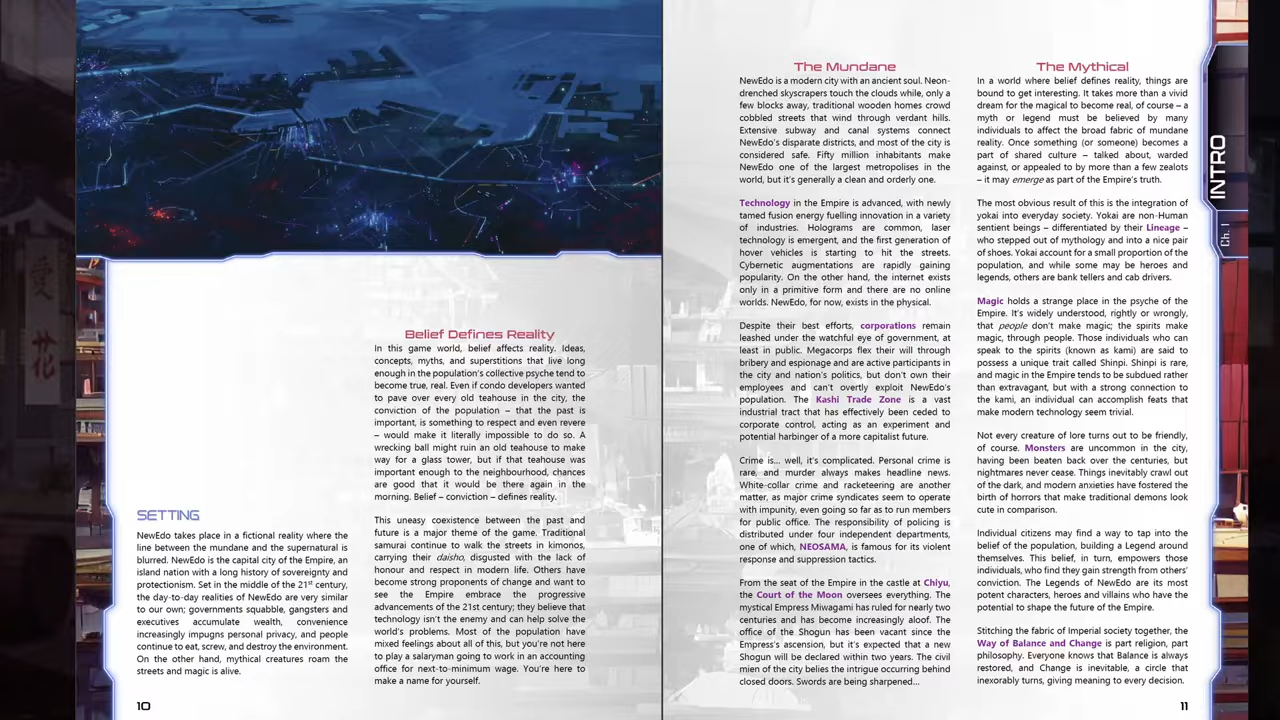 SETTING
NewEdo takes place in a fictional reality where the
line between the mundane and the supernatural is
blurred. NewEdo is the capital city of the Empire, an
island nation with a long history of sovereignty and
protectionism. Set in the middle of the 21st century,
the day-to-day realities of NewEdo are very similar
to our own; governments squabble, gangsters and
executives accumulate wealth, convenience
increasingly impugns personal privacy, and people
continue to eat, screw, and destroy the environment.
On the other hand, mythical creatures roam the
streets and magic is alive.
10
Belief Defines Reality
In this game world, belief affects reality. Ideas,
concepts, myths, and superstitions that live long
enough in the population's collective psyche tend to
become true, real. Even if condo developers wanted
to pave over every old teahouse in the city, the
conviction of the population – that the past is
important, is something to respect and even revere
– would make it literally impossible to do so. A
wrecking ball might ruin an old teahouse to make
way for a glass tower, but if that teahouse was
important enough to the neighbourhood, chances
are good that it would be there again in the
morning. Belief – conviction – defines reality.
This uneasy coexistence between the past and
future is a major theme of the game. Traditional
samurai continue to walk the streets in kimonos,
carrying their daisho, disgusted with the lack of
honour and respect in modern life. Others have
become strong proponents of change and want to
see the Empire embrace the progressive
advancements of the 21st century; they believe that
technology isn't the enemy and can help solve the
world's problems. Most of the population have
mixed feelings about all of this, but you're not here
to play a salaryman going to work in an accounting
office for next-to-minimum wage. You're here to
make a name for yourself.
The Mundane
NewEdo is a modern city with an ancient soul. Neon-
drenched skyscrapers touch the clouds while, only a
few blocks away, traditional wooden homes crowd
cobbled streets that wind through verdant hills.
Extensive subway and canal systems connect
NewEdo's disparate districts, and most of the city is
considered safe. Fifty million inhabitants make
NewEdo one of the largest metropolises in the
world, but it's generally a clean and orderly one.
Technology in the Empire is advanced, with newly
tamed fusion energy fuelling innovation in a variety
of industries. Holograms are common, laser
technology is emergent, and the first generation of
hover vehicles is starting to hit the streets.
Cybernetic augmentations are rapidly gaining
popularity. On the other hand, the internet exists
only in a primitive form and there are no online
worlds. NewEdo, for now, exists in the physical.
Despite their best efforts, corporations remain
leashed under the watchful eye of government, at
least in public. Megacorps flex their will through
bribery and espionage and are active participants in
the city and nation's politics, but don't own their
employees and can't overtly exploit NewEdo's
population. The Kashi Trade Zone is a vast
industrial tract that has effectively been ceded to
corporate control, acting as an experiment and
potential harbinger of a more capitalist future.
Crime is... well, it's complicated. Personal crime is
rare, and murder always makes headline news.
White-collar crime and racketeering are another
matter, as major crime syndicates seem to operate
with impunity, even going so far as to run members
for public office. The responsibility of policing is
distributed under four independent departments,
one of which, NEOSAMA, is famous for its violent
response and suppression tactics.
From the seat of the Empire in the castle at Chiyu,
the Court of the Moon oversees everything. The
mystical Empress Miwagami has ruled for nearly two
centuries and has become increasingly aloof. The
office of the Shogun has been vacant since the
Empress's ascension, but it's expected that a new
Shogun will be declared within two years. The civil
mien of the city belies the intrigue occurring behind
closed doors. Swords are being sharpened...
The Mythical
In a world where belief defines reality, things are
bound to get interesting. It takes more than a vivid
dream for the magical to become real, of course – a
myth or legend must be believed by many
individuals to affect the broad fabric of mundane
reality. Once something (or someone) becomes a
part of shared culture – talked about, warded
against, or appealed to by more than a few zealots
– it may emerge as part of the Empire's truth.
The most obvious result of this is the integration of
yokai into everyday society. Yokai are non-Human
sentient beings – differentiated by their Lineage –
who stepped out of mythology and into a nice pair
of shoes. Yokai account for a small proportion of the
population, and while some may be heroes and
legends, others are bank tellers and cab drivers.
Magic holds a strange place in the psyche of the
Empire. It's widely understood, rightly or wrongly,
that people don't make magic; the spirits make
magic, through people. Those individuals who can
speak to the spirits (known as kami) are said to
possess a unique trait called Shinpi. Shinpi is rare,
and magic in the Empire tends to be subdued rather
than extravagant, but with a strong connection to
the kami, an individual can accomplish feats that
make modern technology seem trivial.
Not every creature of lore turns out to be friendly,
of course. Monsters are uncommon in the city,
having been beaten back over the centuries, but
nightmares never cease. Things inevitably crawl out
of the dark, and modern anxieties have fostered the
birth of horrors that make traditional demons look
cute in comparison.
Individual citizens may find a way to tap into the
belief of the population, building a Legend around
themselves. This belief, in turn, empowers those
individuals, who find they gain strength from others'
conviction. The Legends of NewEdo are its most
potent characters, heroes and villains who have the
potential to shape the future of the Empire.
Stitching the fabric of Imperial society together, the
Way of Balance and Change is part religion, part
philosophy. Everyone knows that Balance is always
restored, and Change is inevitable, a circle that
inexorably turns, giving meaning to every decision.
11
INTRO
Ch. 1